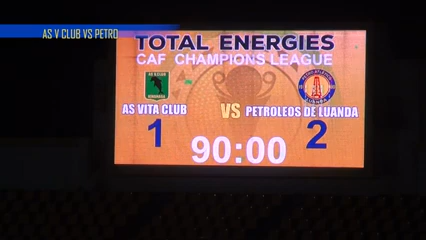 AS V CLUB VS PETRO
TOTAL ENERGIES
CAF CHAMPIONS LEAGUE
AS VITA CLUB VS PETROLEOS DE LUANDA
1 2
90:00